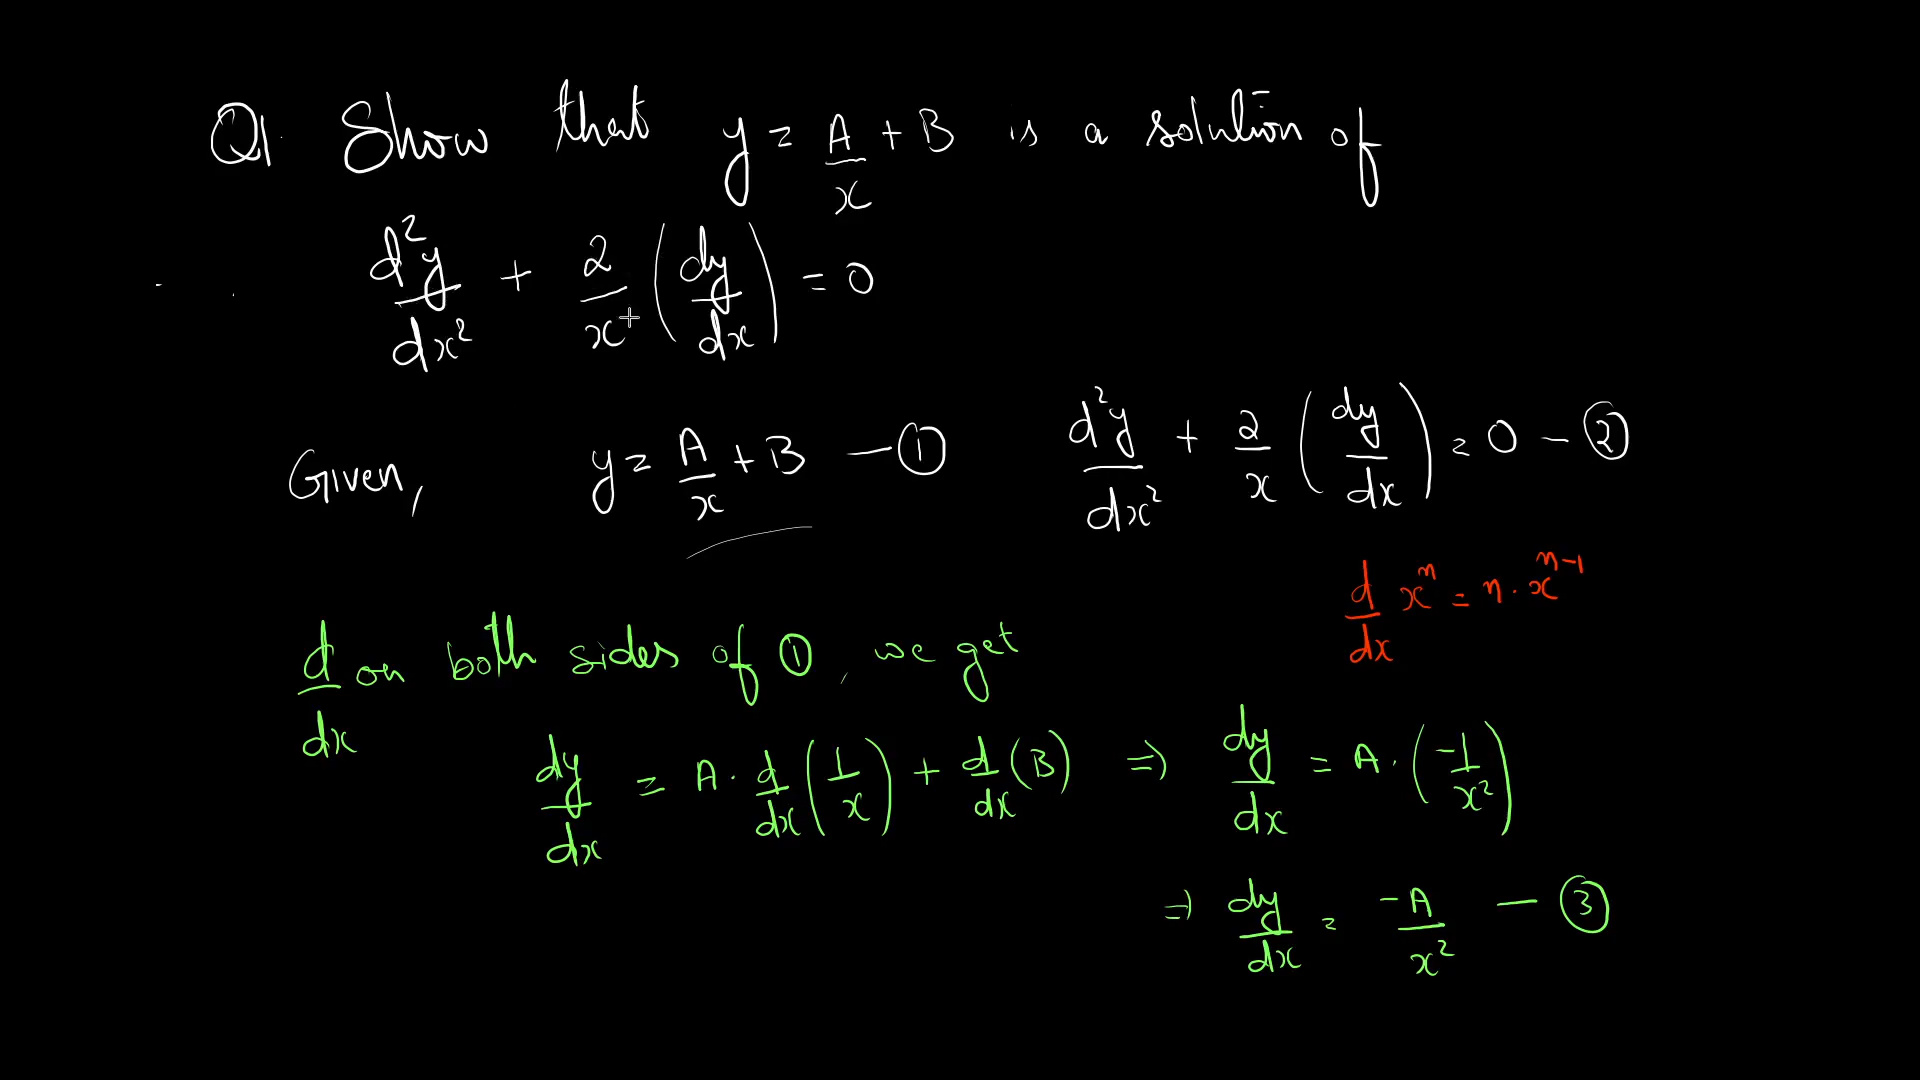 Q1. Show that y = A/x + B is a solution of
d²y/dx² + 2/x (dy/dx) = 0
Given, y = A/x + B — ① d²y/dx² + 2/x (dy/dx) = 0 — ②
d/dx xⁿ = n · xⁿ⁻¹
d/dx on both sides of ①, we get
dy/dx = A · d/dx (1/x) + d/dx (B) ⇒ dy/dx = A · (-1/x²)
⇒ dy/dx = -A/x² — ③